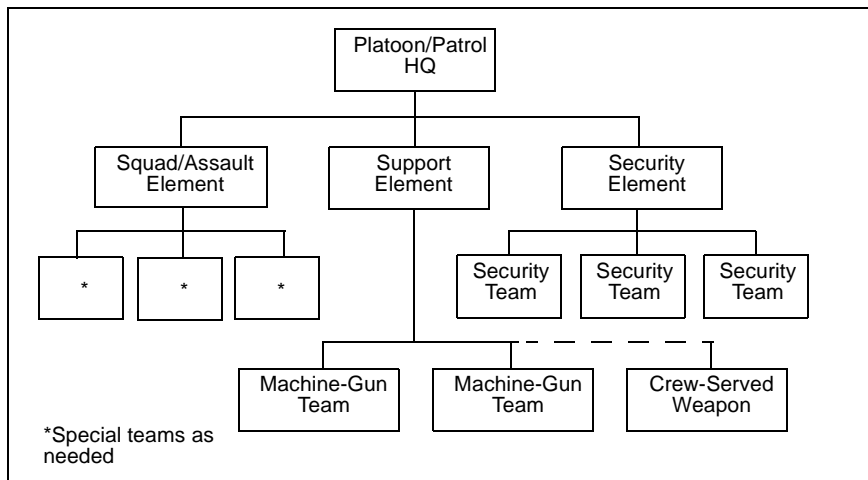 Platoon/Patrol
HQ
Squad/Assault
Element
Support
Element
Security
Element
*
*
*
Security
Team
Security
Team
Security
Team
Machine-Gun
Team
Machine-Gun
Team
Crew-Served
Weapon
*Special teams as
needed